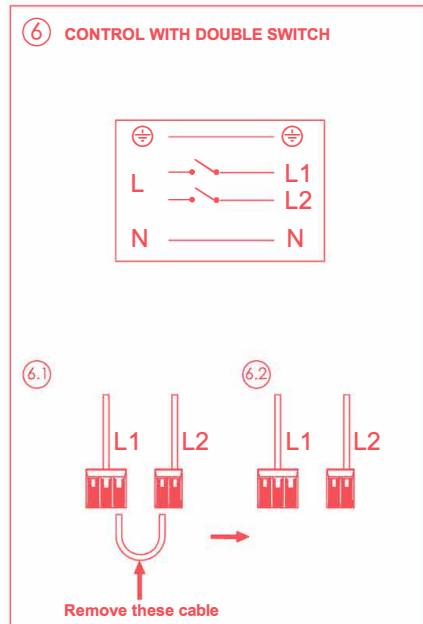 6 CONTROL WITH DOUBLE SWITCH
L L1
L2
N N
6.1 6.2
L1 L2 L1 L2
Remove these cable